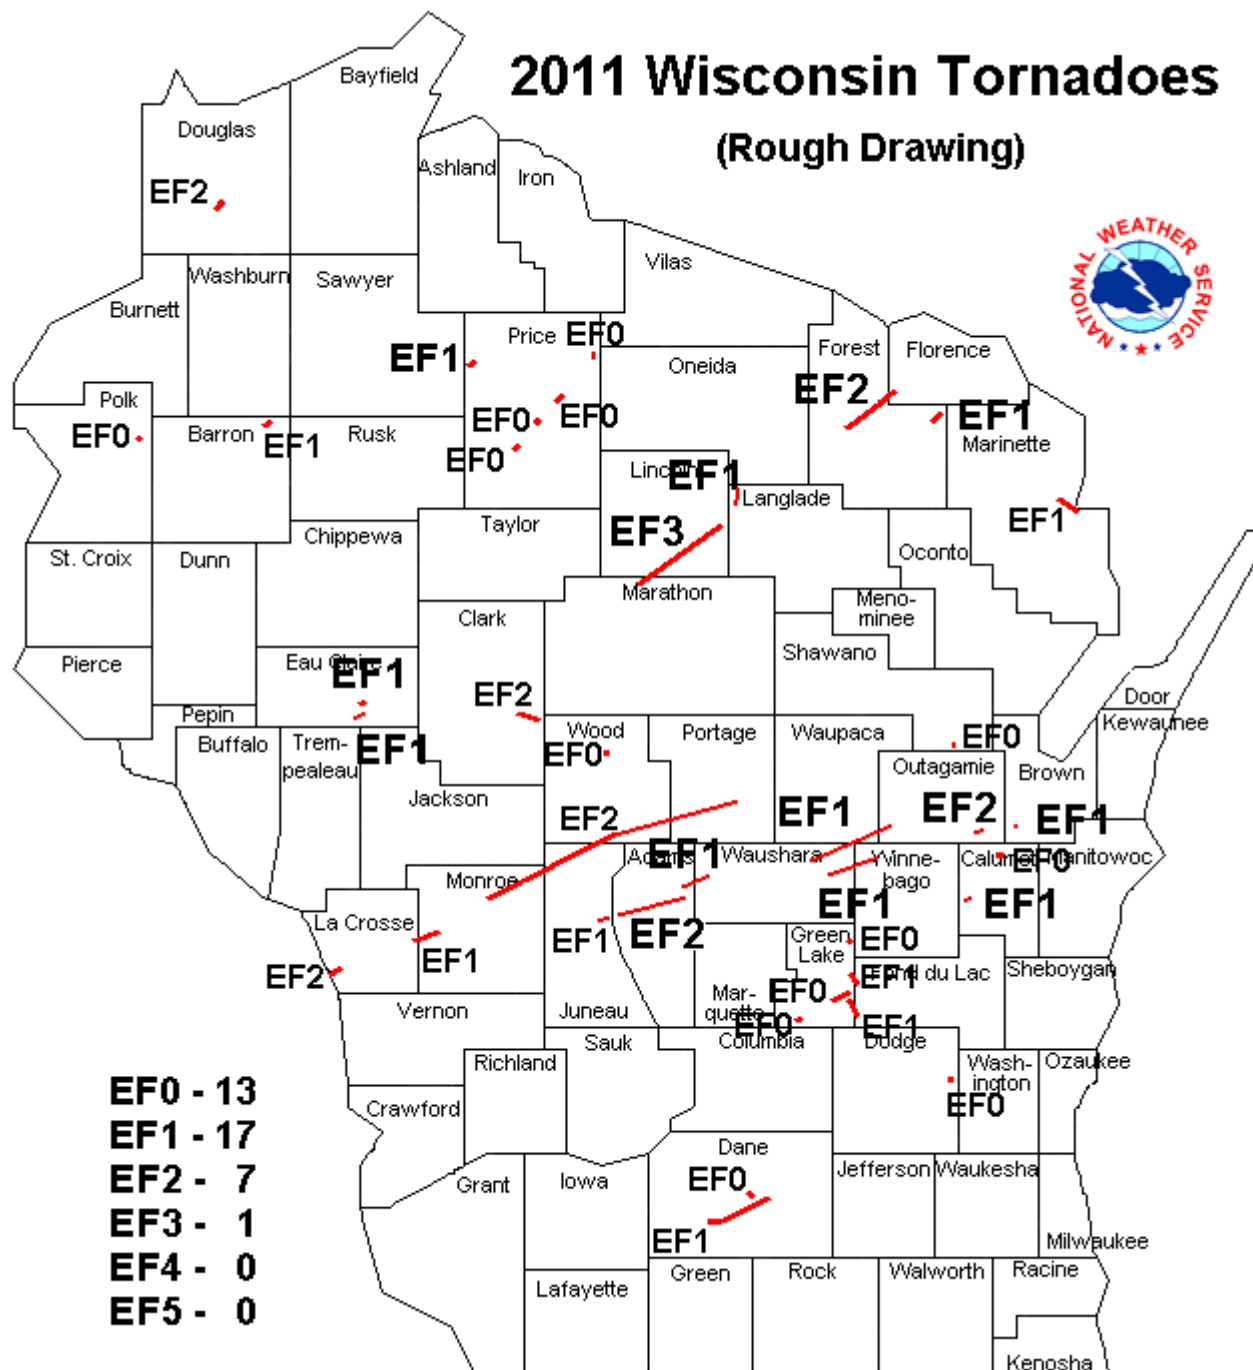 2011 Wisconsin Tornadoes
(Rough Drawing)
NATIONAL WEATHER SERVICE
Bayfield
Douglas
Ashland
Iron
EF2
Vilas
Washburn
Sawyer
Burnett
EF0
Price
EF1
Forest
Florence
Oneida
EF2
Polk
EF0
EF0
EF1
EF0
Barron
EF1
Rusk
Marinette
EF0
Lincoln
EF1
Langlade
EF1
EF3
Taylor
Chippewa
St. Croix
Dunn
Oconto
Marathon
Meno-
minee
Clark
Shawano
Pierce
Eau Claire
EF1
EF2
Door
Pepin
Kewaunee
Buffalo
Trem-
pealeau
EF1
Wood
EF0
Portage
Waupaca
EF0
Outagamie
Brown
Jackson
EF2
EF1
EF2
EF1
Adams
EF1
Waushara
Winne-
bago
Calumet
EF0
Manitowoc
Monroe
EF1
EF1
La Crosse
EF1
EF1
EF2
Green
Lake
EF0
EF2
Fond du Lac
EF1
Sheboygan
EF0
Vernon
Juneau
Mar-
quette
EF0
EF1
Sauk
Columbia
Dodge
Richland
Wash-
ington
Ozaukee
EF0
Crawford
Dane
Grant
Iowa
EF0
Jefferson
Waukesha
EF1
Milwaukee
Green
Rock
Walworth
Racine
Lafayette
Kenosha
EF0 - 13
EF1 - 17
EF2 - 7
EF3 - 1
EF4 - 0
EF5 - 0